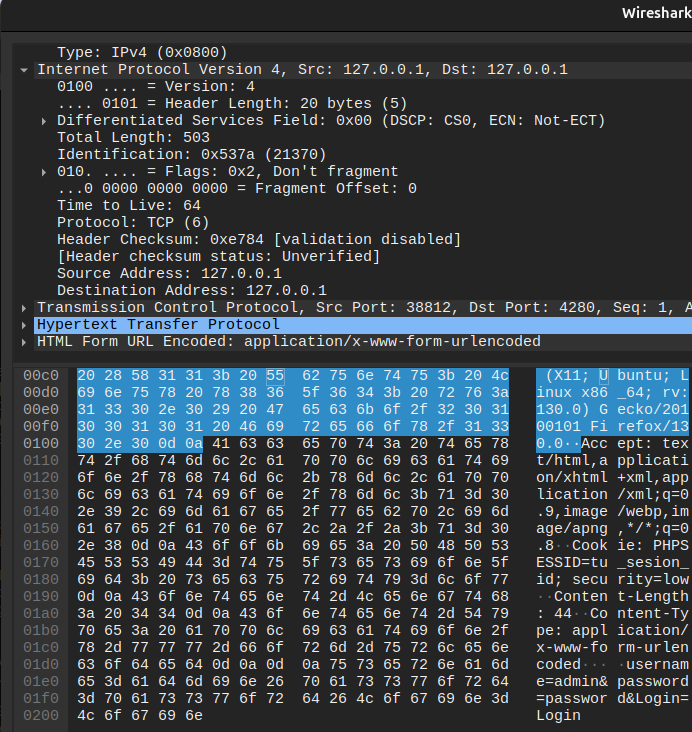 Wireshark
Type: IPv4 (0x0800)
Internet Protocol Version 4, Src: 127.0.0.1, Dst: 127.0.0.1
0100 .... = Version: 4
.... 0101 = Header Length: 20 bytes (5)
Differentiated Services Field: 0x00 (DSCP: CS0, ECN: Not-ECT)
Total Length: 503
Identification: 0x537a (21370)
010. .... = Flags: 0x2, Don't fragment
...0 0000 0000 0000 = Fragment Offset: 0
Time to Live: 64
Protocol: TCP (6)
Header Checksum: 0xe784 [validation disabled]
[Header checksum status: Unverified]
Source Address: 127.0.0.1
Destination Address: 127.0.0.1
Transmission Control Protocol, Src Port: 38812, Dst Port: 4280, Seq: 1, A
Hypertext Transfer Protocol
HTML Form URL Encoded: application/x-www-form-urlencoded
00c0 20 28 58 31 31 3b 20 55 62 75 6e 74 75 3b 20 4c (X11; U buntu; L
00d0 69 6e 75 78 20 78 38 36 5f 36 34 3b 20 72 76 3a inux x86 _64; rv:
00e0 31 33 30 2e 30 29 20 47 65 63 6b 6f 2f 32 30 31 130.0) G ecko/201
00f0 30 30 31 30 31 20 46 69 72 65 66 6f 78 2f 31 33 00101 Fi refox/13
0100 30 2e 30 0d 0a 41 63 63 65 70 74 3a 20 74 65 78 0.0··Acc ept: tex
0110 74 2f 68 74 6d 6c 2c 61 70 70 6c 69 63 61 74 69 t/html,a pplicati
0120 6f 6e 2f 78 68 74 6d 6c 2b 78 6d 6c 2c 61 70 70 on/xhtml +xml,app
0130 6c 69 63 61 74 69 6f 6e 2f 78 6d 6c 3b 71 3d 30 lication /xml;q=0
0140 2e 39 2c 69 6d 61 67 65 2f 77 65 62 70 2c 69 6d .9,image /webp,im
0150 61 67 65 2f 61 70 6e 67 2c 2a 2f 2a 3b 71 3d 30 age/apng ,*/*;q=0
0160 2e 38 0d 0a 43 6f 6f 6b 69 65 3a 20 50 48 50 53 .8··Cook ie: PHPS
0170 45 53 53 49 44 3d 74 75 5f 73 65 73 69 6f 6e 5f ESSID=tu _sesion_
0180 69 64 3b 20 73 65 63 75 72 69 74 79 3d 6c 6f 77 id; secu rity=low
0190 0d 0a 43 6f 6e 74 65 6e 74 2d 4c 65 6e 67 74 68 ··Conten t-Length
01a0 3a 20 34 34 0d 0a 43 6f 6e 74 65 6e 74 2d 54 79 : 44··Co ntent-Ty
01b0 70 65 3a 20 61 70 70 6c 69 63 61 74 69 6f 6e 2f pe: appl ication/
01c0 78 2d 77 77 77 2d 66 6f 72 6d 2d 75 72 6c 65 6e x-www-fo rm-urlen
01d0 63 6f 64 65 64 0d 0a 0d 0a 75 73 65 72 6e 61 6d coded··· ·usernam
01e0 65 3d 61 64 6d 69 6e 26 70 61 73 73 77 6f 72 64 e=admin& password
01f0 3d 70 61 73 73 77 6f 72 64 26 4c 6f 67 69 6e 3d =passwor d&Login=
0200 4c 6f 67 69 6e Login